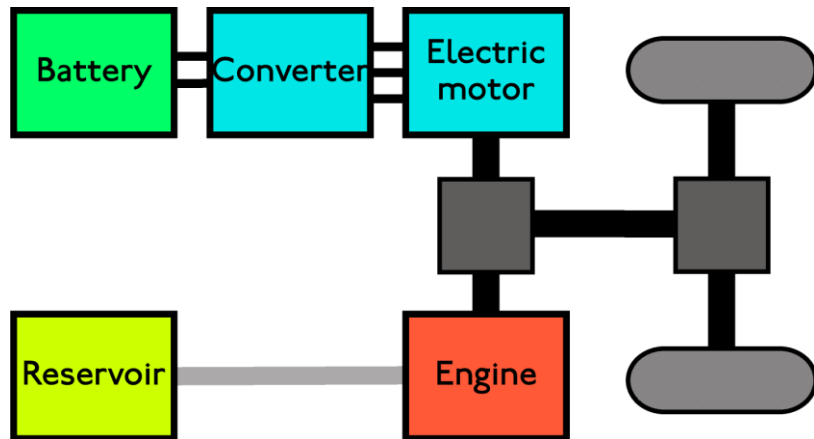 Battery
Converter
Electric
motor
Reservoir
Engine